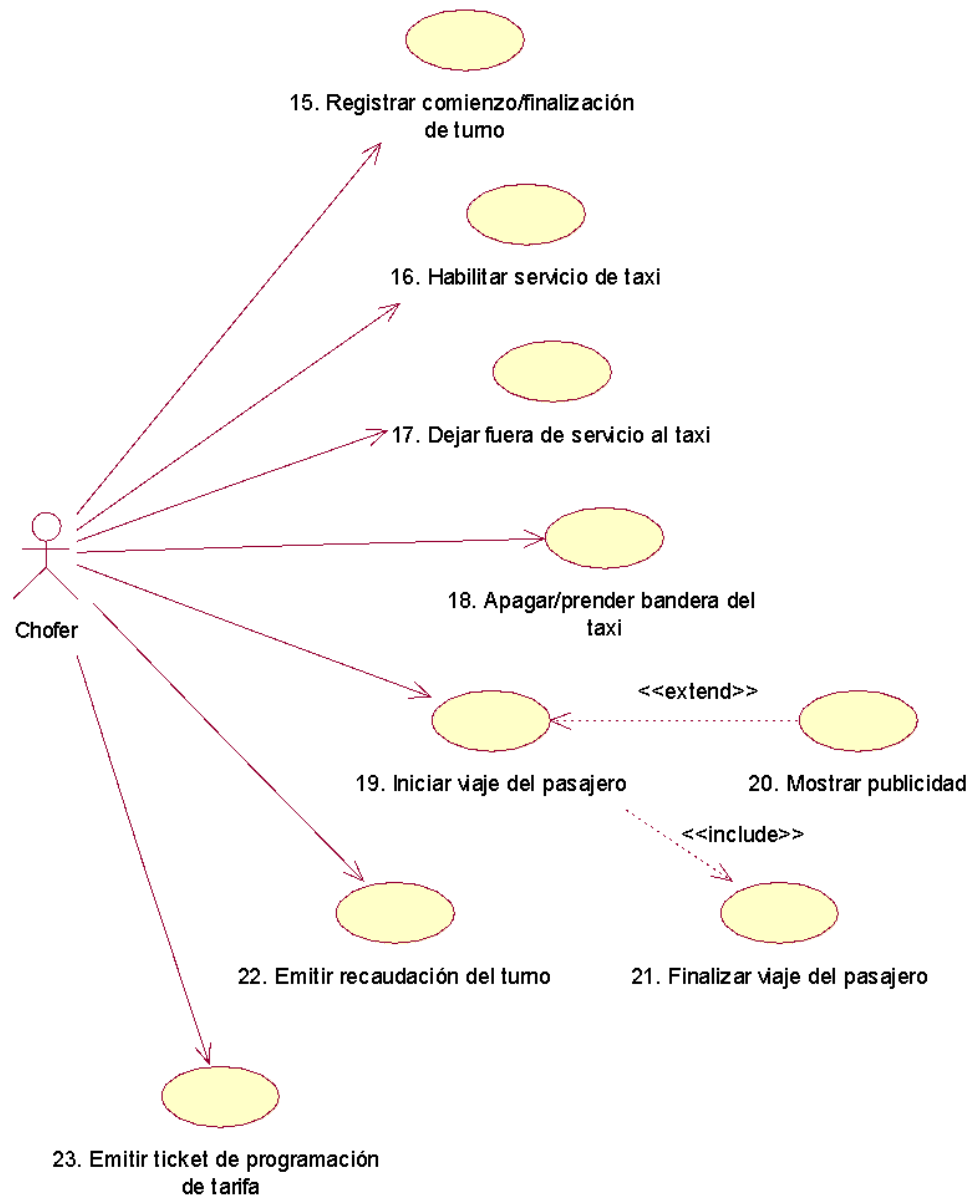 15. Registrar comienzo/finalización
de turno
16. Habilitar servicio de taxi
17. Dejar fuera de servicio al taxi
18. Apagar/prender bandera del
taxi
Chofer
<<extend>>
19. Iniciar viaje del pasajero
20. Mostrar publicidad
<<include>>
22. Emitir recaudación del turno
21. Finalizar viaje del pasajero
23. Emitir ticket de programación
de tarifa